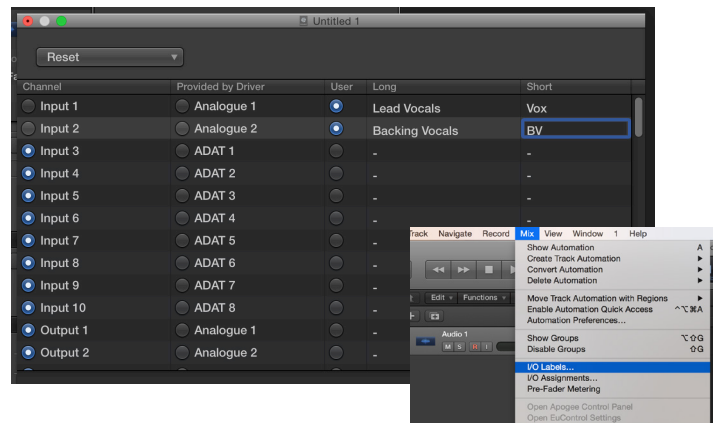 Untitled 1
Reset
Channel Provided by Driver User Long Short
Input 1 Analogue 1 Lead Vocals Vox
Input 2 Analogue 2 Backing Vocals BV
Input 3 ADAT 1 - -
Input 4 ADAT 2 - -
Input 5 ADAT 3 - -
Input 6 ADAT 4 - -
Input 7 ADAT 5 -
Input 8 ADAT 6 -
Input 9 ADAT 7 -
Input 10 ADAT 8 -
Output 1 Analogue 1 -
Output 2 Analogue 2 -
Track Navigate Record Mix View Window 1 Help
Show Automation A
Create Track Automation
Convert Automation
Delete Automation
Move Track Automation with Regions
Enable Automation Quick Access ^⌥⌘A
Automation Preferences...
Show Groups ⌥⇧G
Disable Groups ⇧G
I/O Labels...
I/O Assignments...
Pre-Fader Metering
Open Apogee Control Panel
Open EuControl Settings
Edit Functions
Audio 1
M S R I